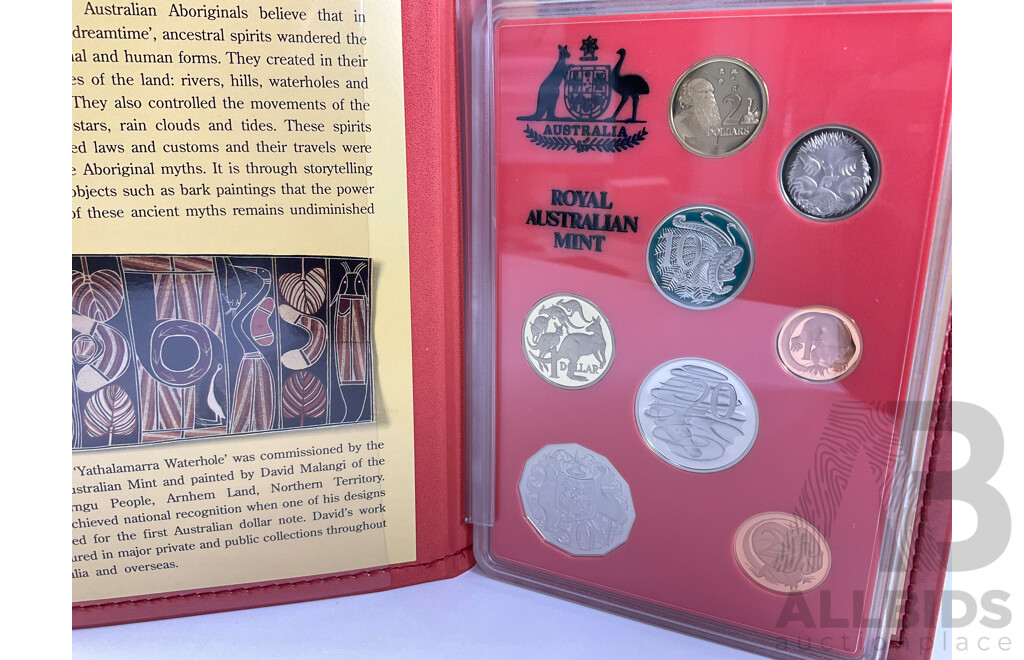 Australian Aboriginals believe that in
dreamtime', ancestral spirits wandered the
and human forms. They created in their
of the land: rivers, hills, waterholes and
They also controlled the movements of the
stars, rain clouds and tides. These spirits
laws and customs and their travels were
Aboriginal myths. It is through storytelling
objects such as bark paintings that the power
of these ancient myths remains undiminished
'Yathalamarra Waterhole' was commissioned by the
Australian Mint and painted by David Malangi of the
People, Arnhem Land, Northern Territory.
achieved national recognition when one of his designs
for the first Australian dollar note. David's work
in major private and public collections throughout
and overseas.
AUSTRALIA
ROYAL
AUSTRALIAN
MINT
2
DOLLARS
5
10
1
DOLLAR
20
2
AB
ALLBIDS
auctionplace